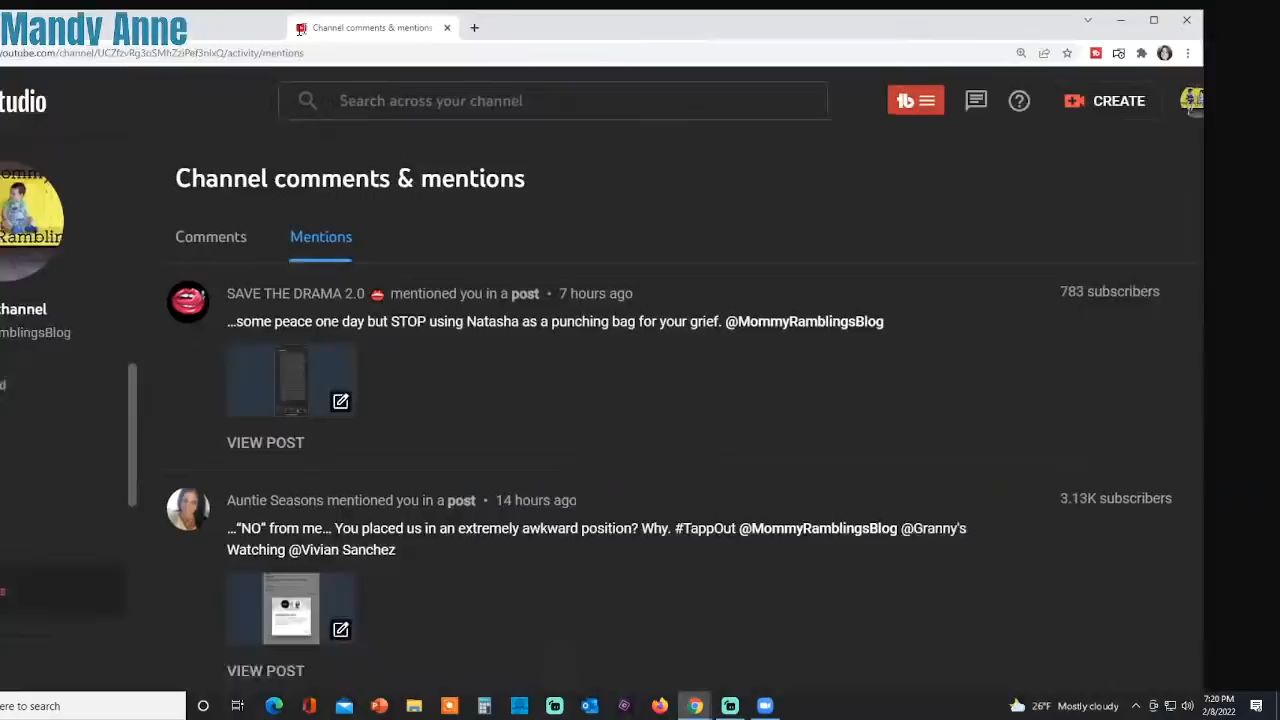 Mandy Anne
Channel comments & mentions
youtube.com/channel/UCZfzvRg3oSMhZziPef3nlxQ/activity/mentions
tudio
Search across your channel
CREATE
Ramblin
channel
mblingsBlog
Channel comments & mentions
Comments Mentions
SAVE THE DRAMA 2.0 mentioned you in a post • 7 hours ago
783 subscribers
…some peace one day but STOP using Natasha as a punching bag for your grief. @MommyRamblingsBlog
VIEW POST
Auntie Seasons mentioned you in a post • 14 hours ago
3.13K subscribers
…"NO" from me… You placed us in an extremely awkward position? Why. #TappOut @MommyRamblingsBlog @Granny's
Watching @Vivian Sanchez
VIEW POST
ere to search
26°F Mostly cloudy
7:20 PM
2/8/2022